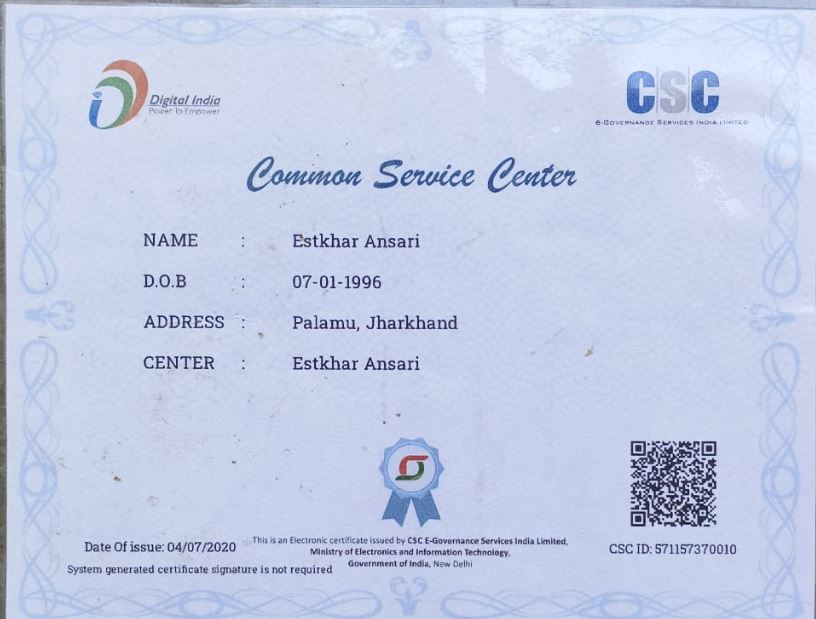 Digital India
Power To Empower
CSC
e-Governance Services India Limited
Common Service Center
NAME : Estkhar Ansari
D.O.B : 07-01-1996
ADDRESS : Palamu, Jharkhand
CENTER : Estkhar Ansari
This is an Electronic certificate issued by CSC E-Governance Services India Limited,
Ministry of Electronics and Information Technology,
Government of India, New Delhi
Date Of issue: 04/07/2020
System generated certificate signature is not required
CSC ID: 571157370010